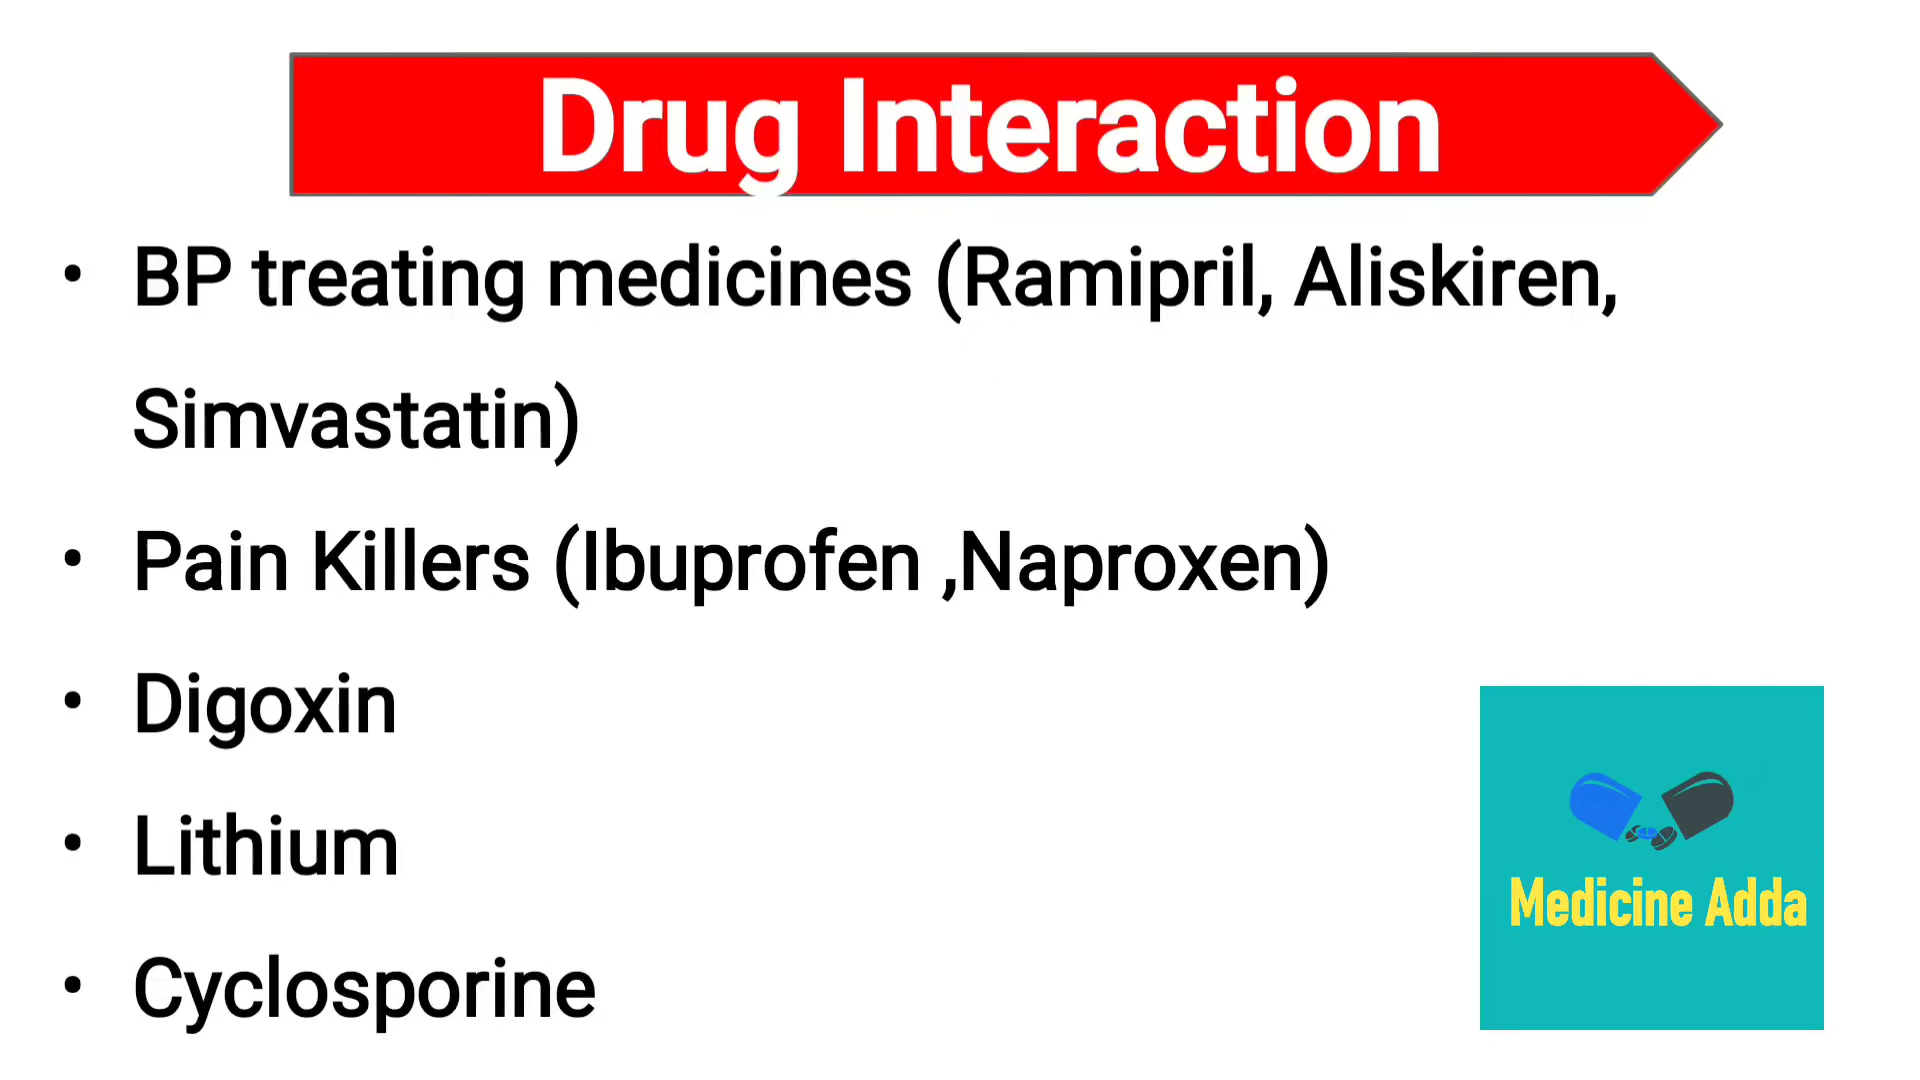 Drug Interaction
• BP treating medicines (Ramipril, Aliskiren,
Simvastatin)
• Pain Killers (Ibuprofen ,Naproxen)
• Digoxin
• Lithium
• Cyclosporine
Medicine Adda